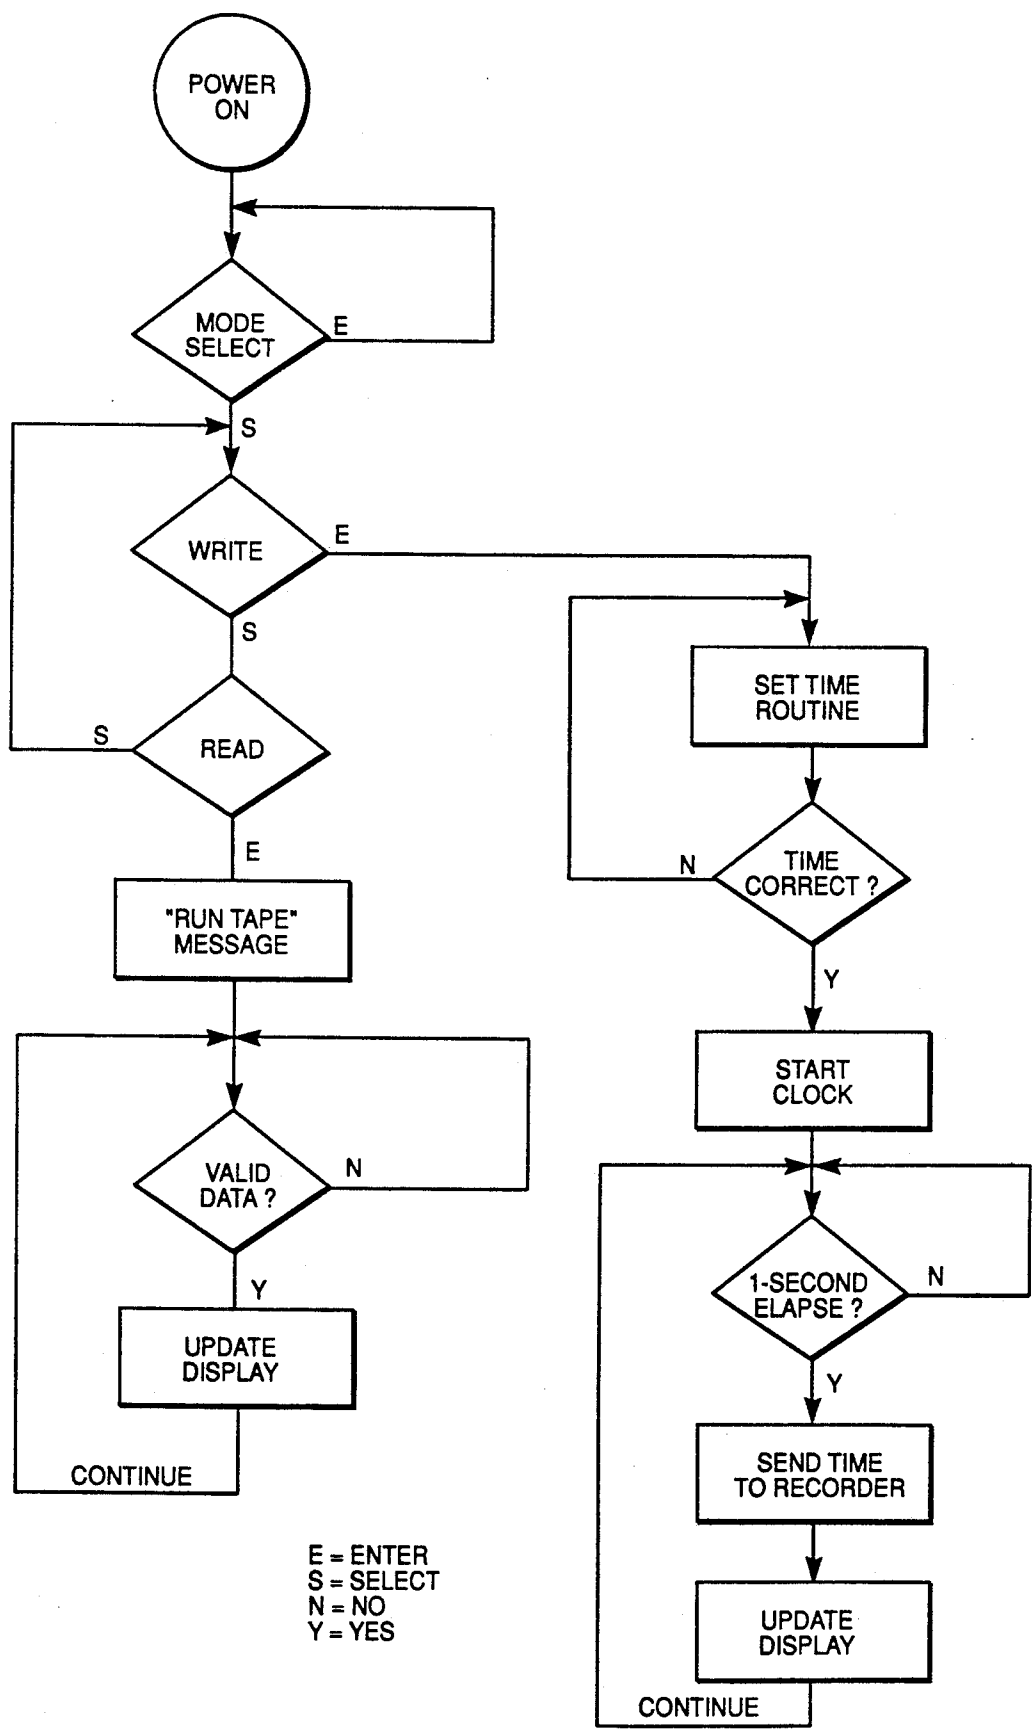 POWER
ON
MODE
SELECT
E
S
WRITE
E
S
READ
S
E
"RUN TAPE"
MESSAGE
VALID
DATA ?
N
Y
UPDATE
DISPLAY
CONTINUE
SET TIME
ROUTINE
TIME
CORRECT ?
N
Y
START
CLOCK
1-SECOND
ELAPSE ?
N
Y
SEND TIME
TO RECORDER
UPDATE
DISPLAY
CONTINUE
E = ENTER
S = SELECT
N = NO
Y = YES